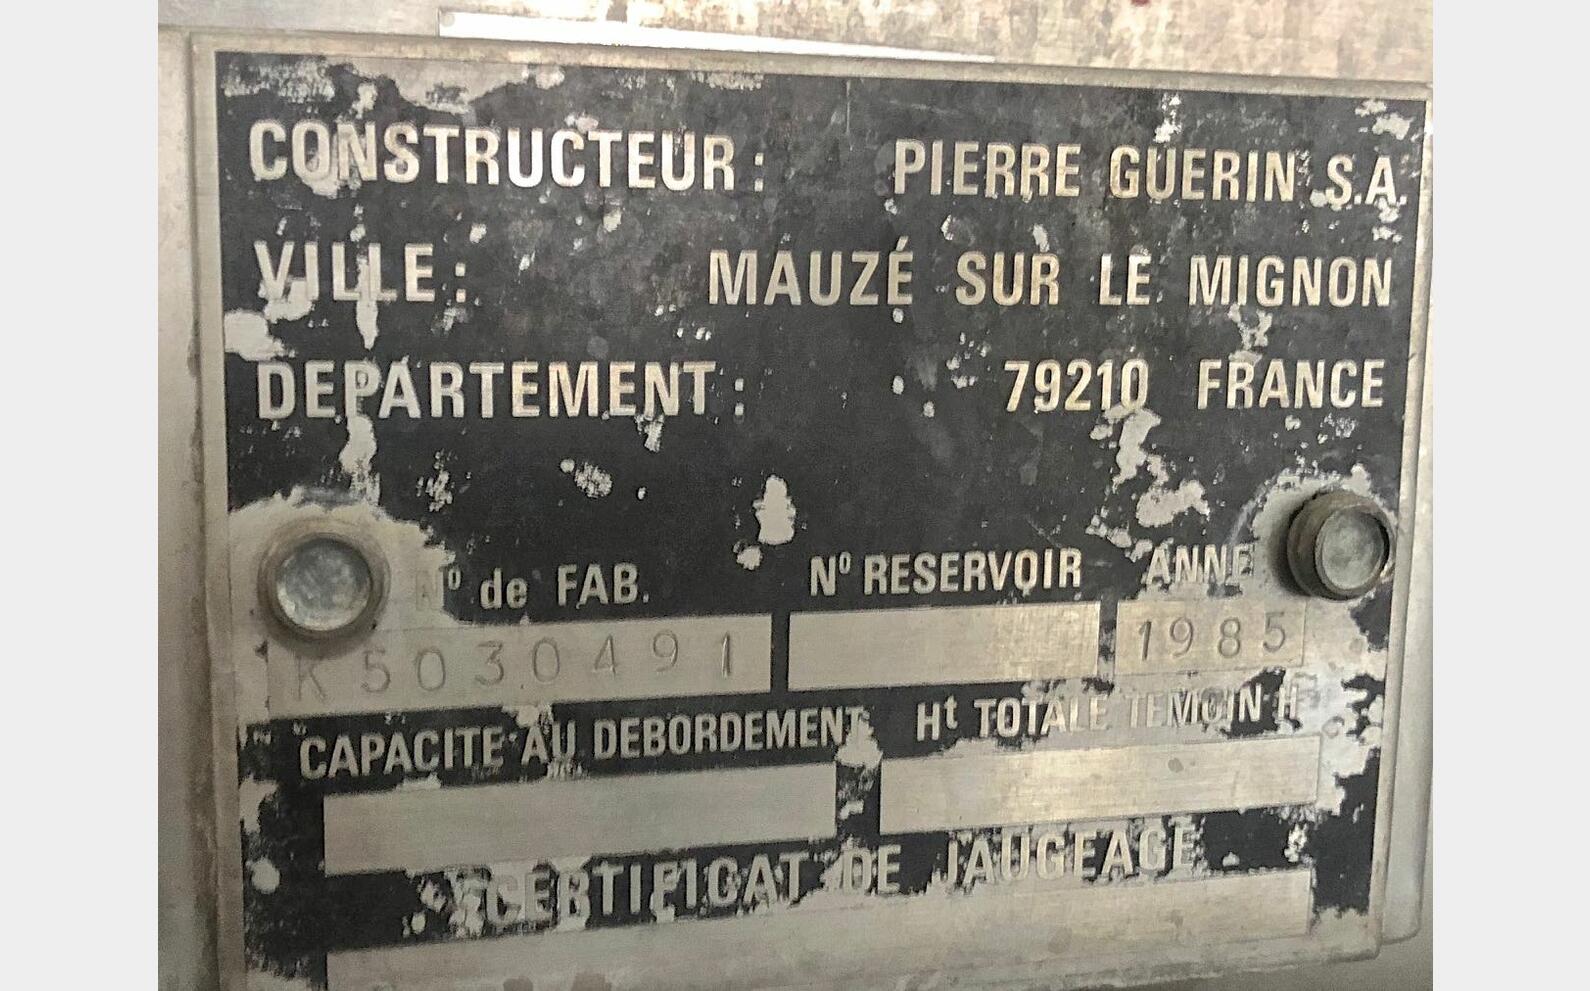 CONSTRUCTEUR : PIERRE GUERIN S.A.
VILLE : MAUZÉ SUR LE MIGNON
DEPARTEMENT : 79210 FRANCE
N° de FAB. N° RESERVOIR ANNE
K5030491 1985
CAPACITE AU DEBORDEMENT Ht TOTALE TEMOIN H
CERTIFICAT DE JAUGEAGE